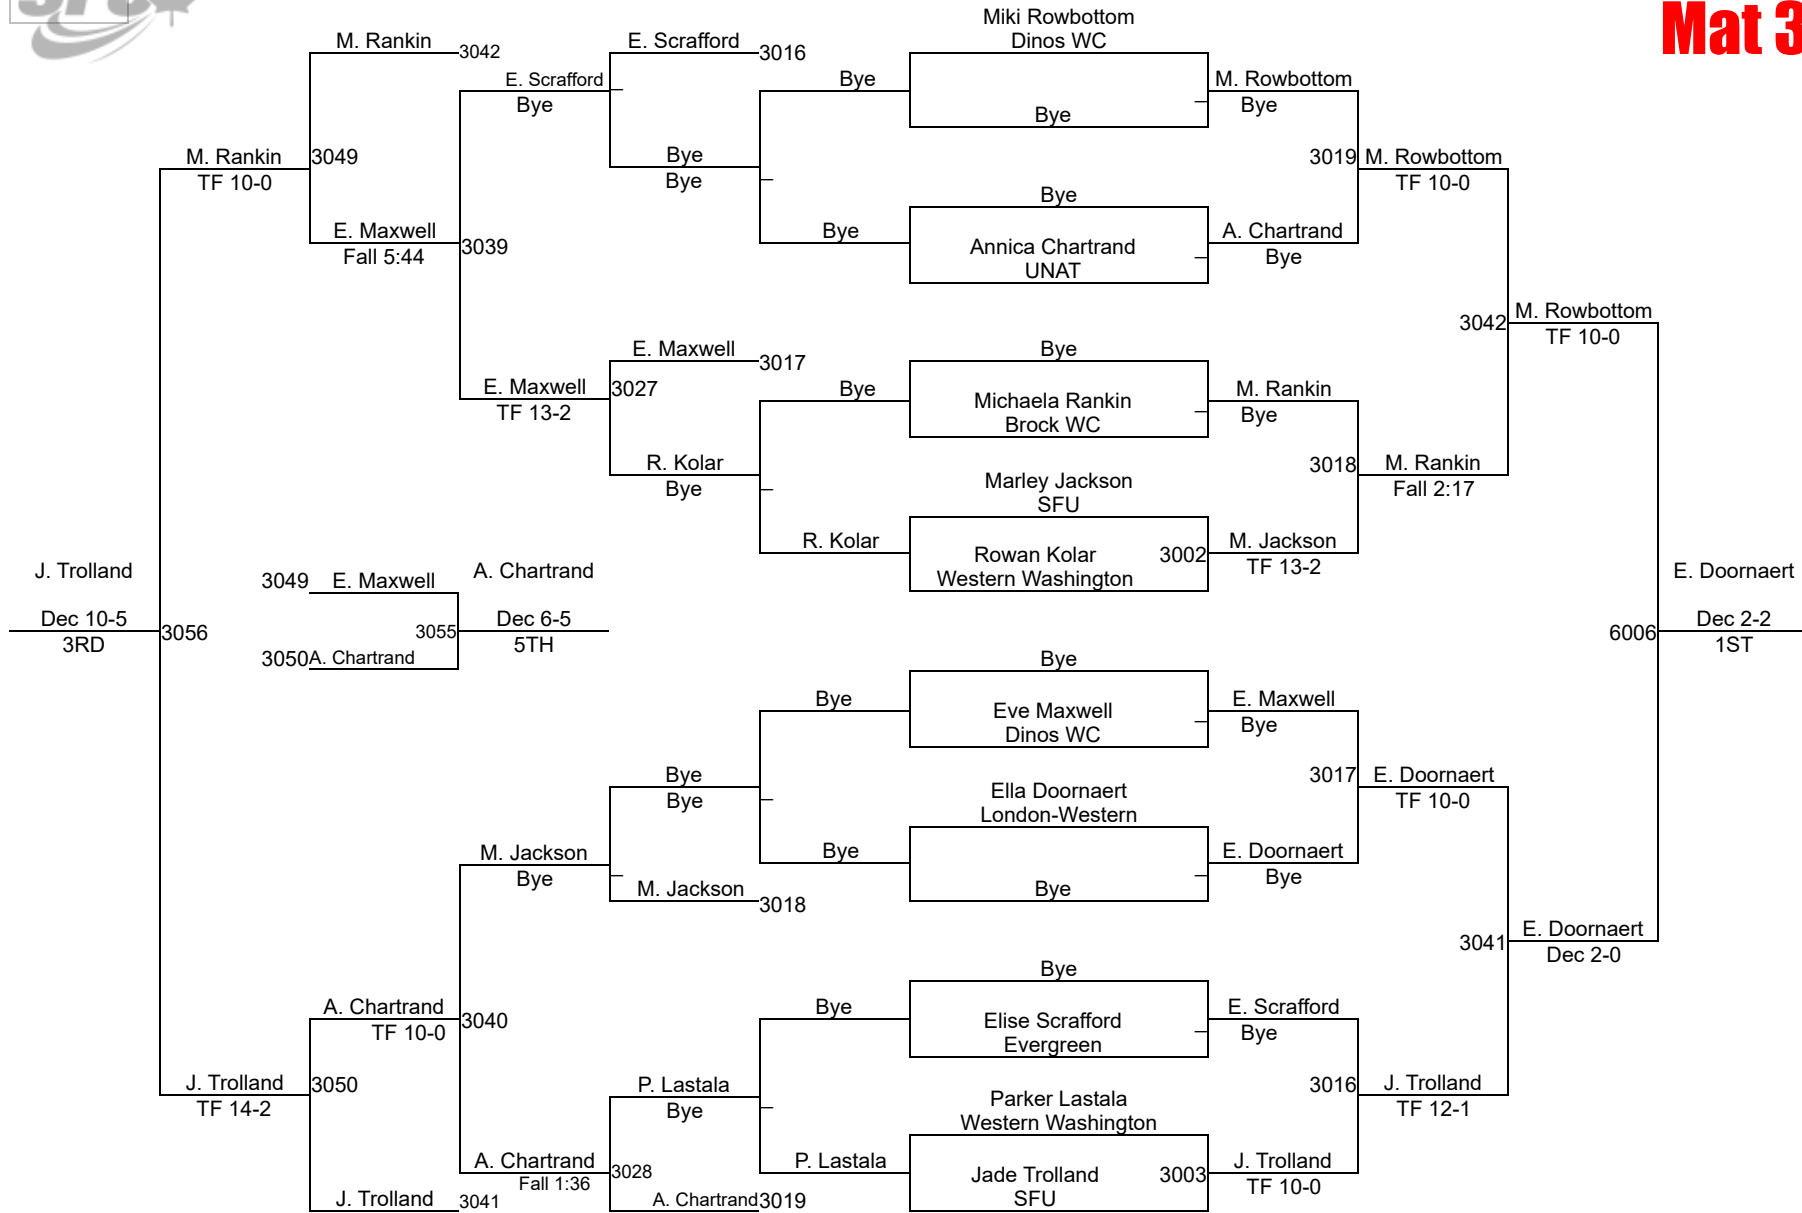 Mat 3
Miki Rowbottom
M. Rankin
3042
E. Scrafford
3016
Dinos WC
E. Scrafford
Bye
Bye
M. Rowbottom
Bye
Bye
M. Rankin
TF 10-0
3049
Bye
Bye
3019
M. Rowbottom
TF 10-0
Bye
E. Maxwell
Fall 5:44
3039
Bye
Annica Chartrand
UNAT
A. Chartrand
Bye
3042
M. Rowbottom
TF 10-0
E. Maxwell
3017
Bye
E. Maxwell
TF 13-2
3027
Bye
Michaela Rankin
Brock WC
M. Rankin
Bye
R. Kolar
Bye
3018
M. Rankin
Fall 2:17
Marley Jackson
SFU
R. Kolar
Rowan Kolar
Western Washington
3002
M. Jackson
TF 13-2
J. Trolland
Dec 10-5
3RD
3056
3049
E. Maxwell
A. Chartrand
3055
Dec 6-5
5TH
3050
A. Chartrand
E. Doornaert
6006
Dec 2-2
1ST
Bye
Bye
Eve Maxwell
Dinos WC
E. Maxwell
Bye
Bye
Bye
3017
E. Doornaert
TF 10-0
Ella Doornaert
London-Western
M. Jackson
Bye
Bye
E. Doornaert
Bye
M. Jackson
3018
Bye
3041
E. Doornaert
Dec 2-0
Bye
A. Chartrand
TF 10-0
3040
Bye
Elise Scrafford
Evergreen
E. Scrafford
Bye
J. Trolland
TF 14-2
3050
P. Lastala
Bye
3016
J. Trolland
TF 12-1
Parker Lastala
Western Washington
A. Chartrand
Fall 1:36
3028
P. Lastala
Jade Trolland
SFU
3003
J. Trolland
TF 10-0
J. Trolland
3041
A. Chartrand
3019